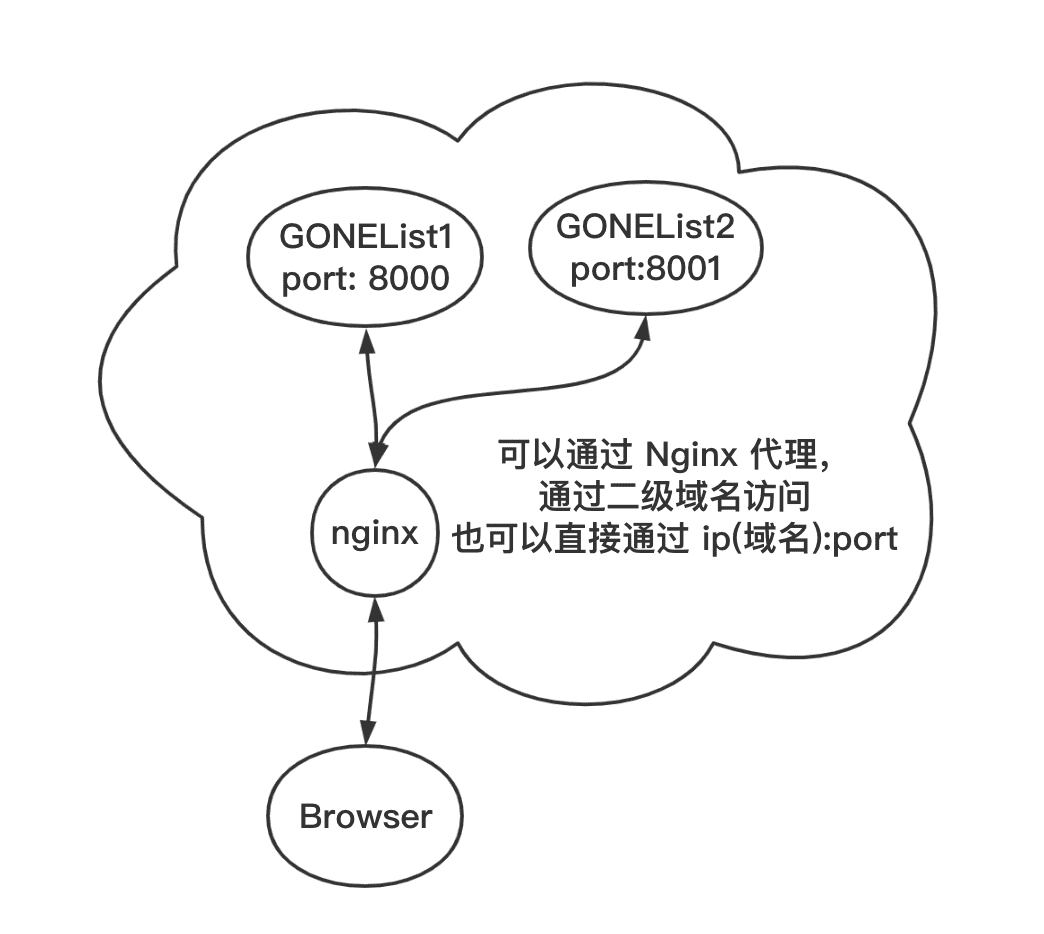 GONEList1
port: 8000
GONEList2
port:8001
可以通过 Nginx 代理，
通过二级域名访问
也可以直接通过 ip(域名):port
nginx
Browser